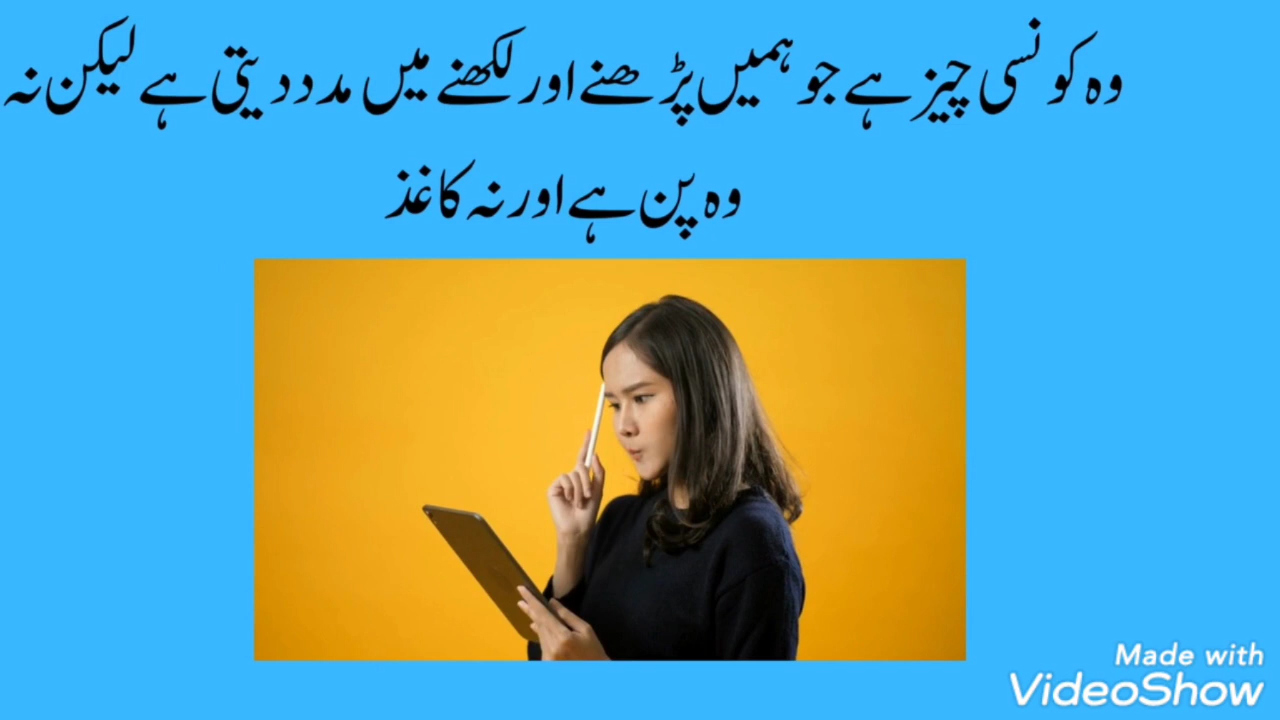 وہ کونسی چیز ہے جو ہمیں پڑھنے اور لکھنے میں مدد دیتی ہے لیکن نہ
وہ پن ہے اور نہ کاغذ
Made with
VideoShow